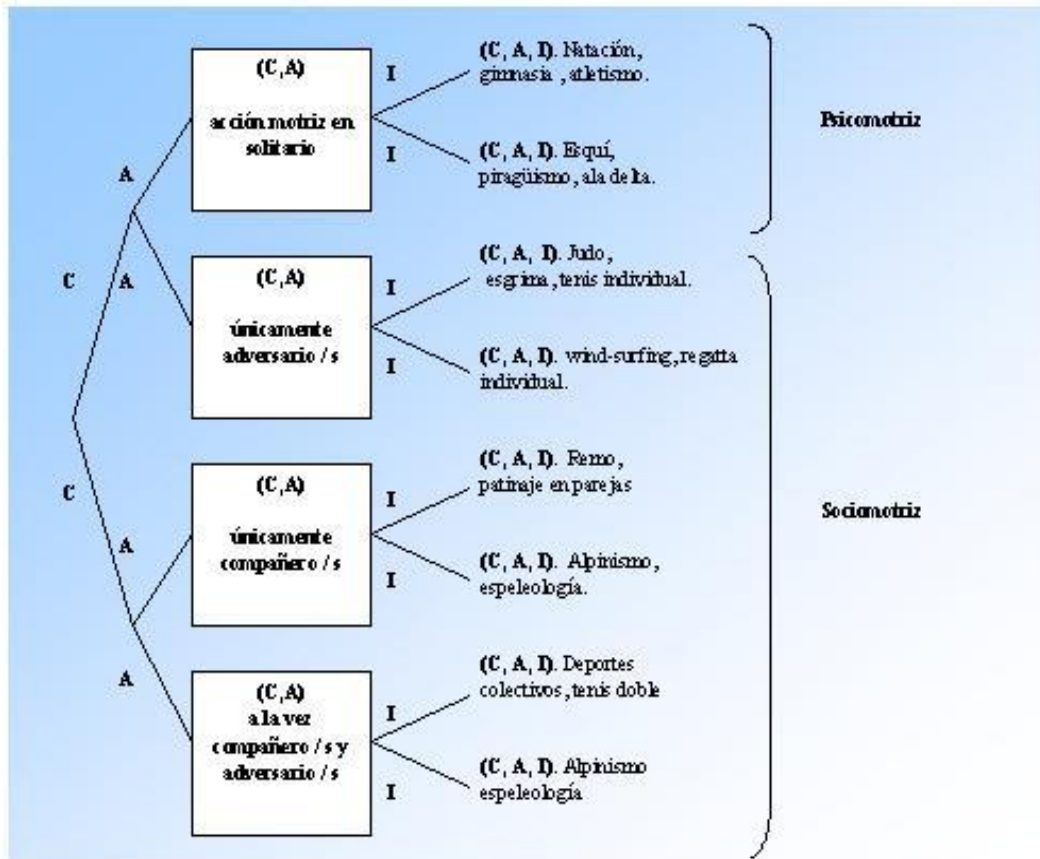 (C,A)
acción motriz en
solitario
I
(C, A, I). Natación,
gimnasia , atletismo.
I
(C, A, I). Esquí,
piragüismo, ala delta.
Psicomotriz
A
C
A
(C,A)
únicamente
adversario / s
I
(C, A, I). Judo,
esgrima , tenis individual.
I
(C, A, I). wind-surfing, regatta
individual.
C
A
(C,A)
únicamente
compañero / s
I
(C, A, I). Remo,
patinaje en parejas
I
(C, A, I). Alpinismo,
espeleología.
Sociomotriz
A
(C,A)
a la vez
compañero / s y
adversario / s
I
(C, A, I). Deportes
colectivos, tenis doble
I
(C, A, I). Alpinismo
espeleología